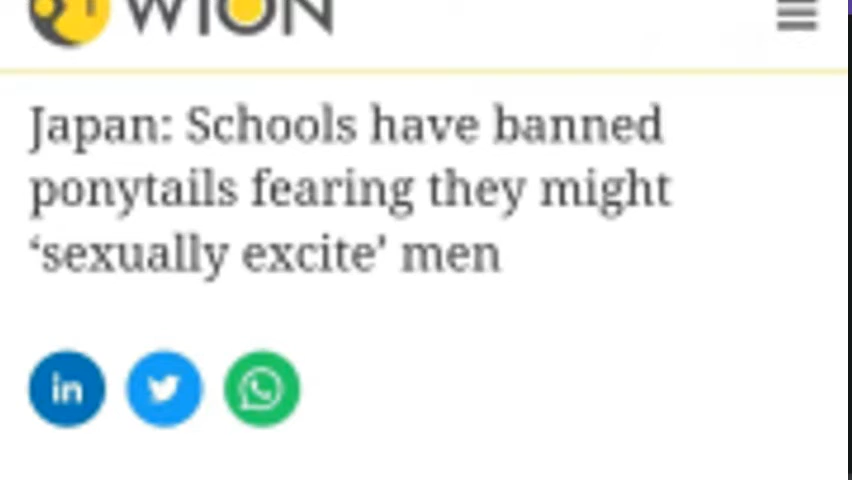 WION
Japan: Schools have banned
ponytails fearing they might
‘sexually excite’ men
in